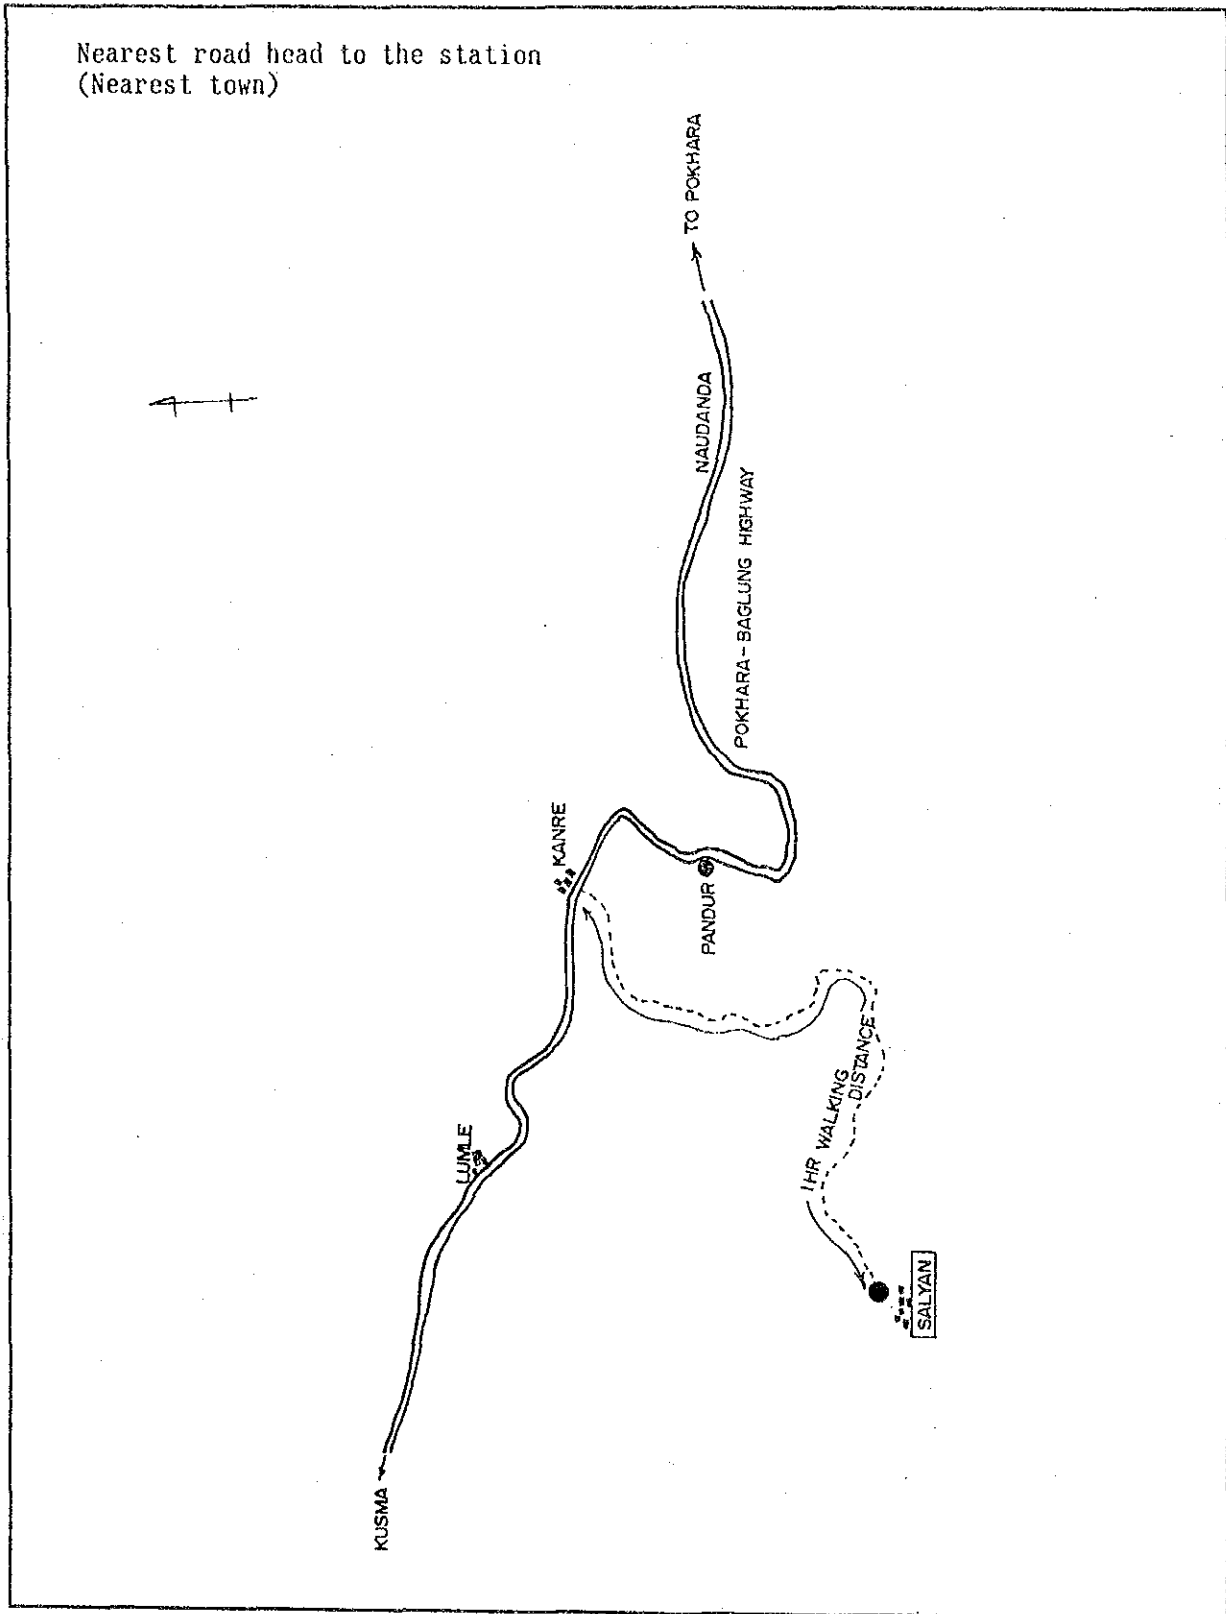 Nearest road head to the station
(Nearest town)
TO POKHARA
NAUDANDA
POKHARA-BAGLUNG HIGHWAY
KANRE
PANDUR
LUMLE
1HR WALKING
DISTANCE
SALYAN
KUSMA